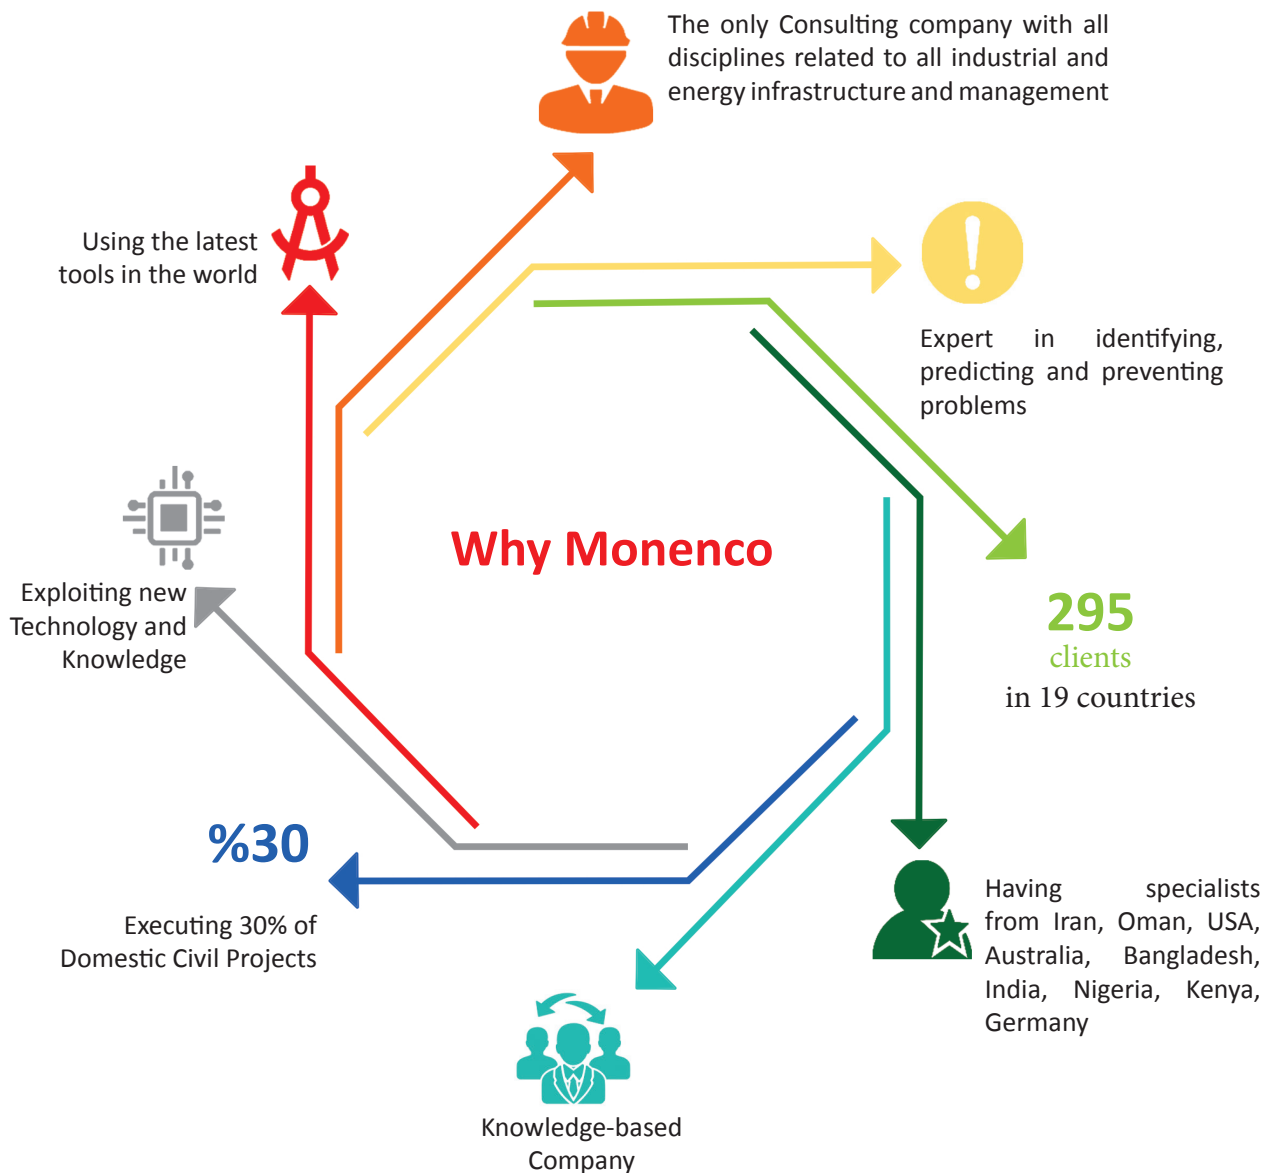 The only Consulting company with all
disciplines related to all industrial and
energy infrastructure and management
Using the latest
tools in the world
Expert in identifying,
predicting and preventing
problems
Why Monenco
Exploiting new
Technology and
Knowledge
295
clients
in 19 countries
%30
Executing 30% of
Domestic Civil Projects
Having specialists
from Iran, Oman, USA,
Australia, Bangladesh,
India, Nigeria, Kenya,
Germany
Knowledge-based
Company